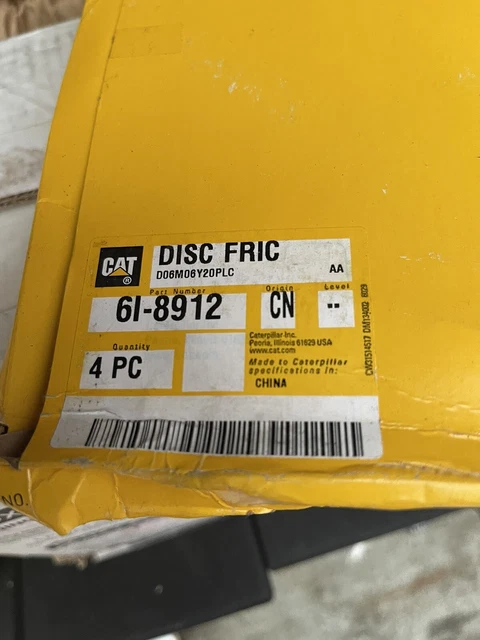 CAT
®
DISC FRIC
D06M06Y20PLC
AA
Part Number
Origin
Level
6I-8912
CN
--
Quantity
4 PC
Caterpillar Inc.
Peoria, Illinois 61629 USA
www.cat.com
Made to Caterpillar
specifications in:
CHINA
NO.